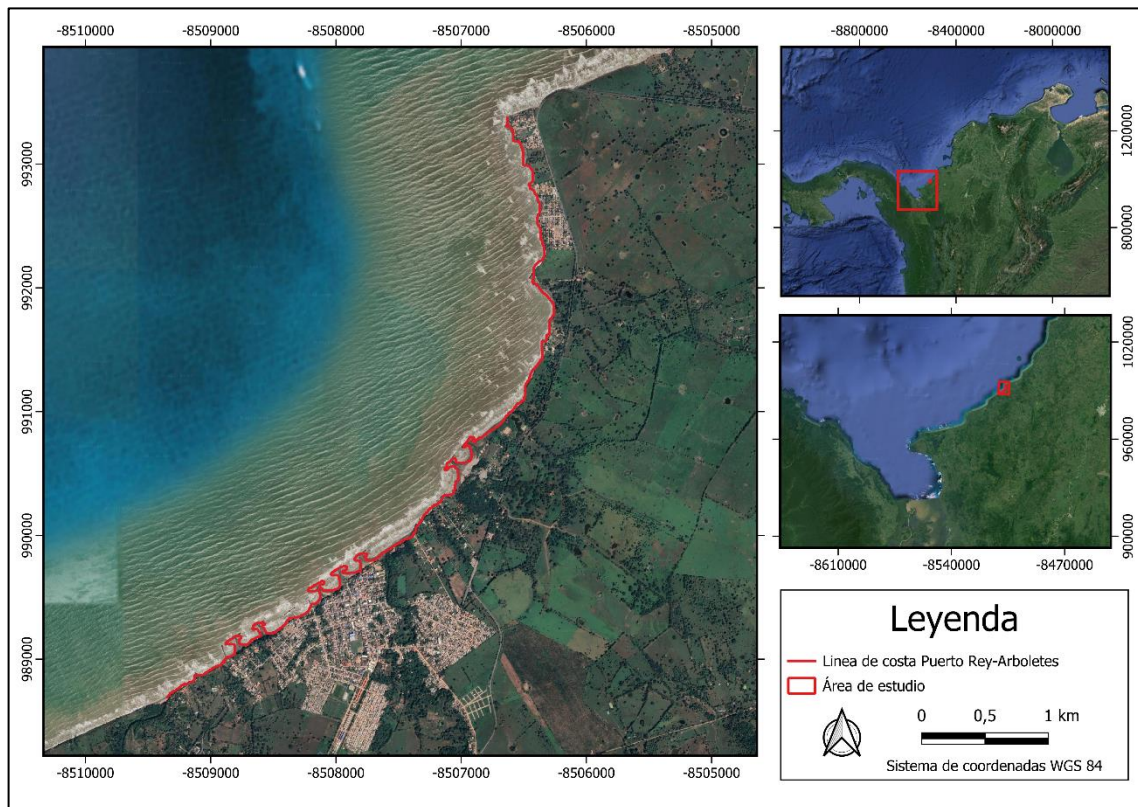 -8510000 -8509000 -8508000 -8507000 -8506000 -8505000
993000
992000
991000
990000
989000
-8510000 -8509000 -8508000 -8507000 -8506000 -8505000
-8800000 -8400000 -8000000
1200000
800000
1020000
960000
900000
-8610000 -8540000 -8470000
Leyenda
Linea de costa Puerto Rey-Arboletes
Área de estudio
0 0,5 1 km
Sistema de coordenadas WGS 84